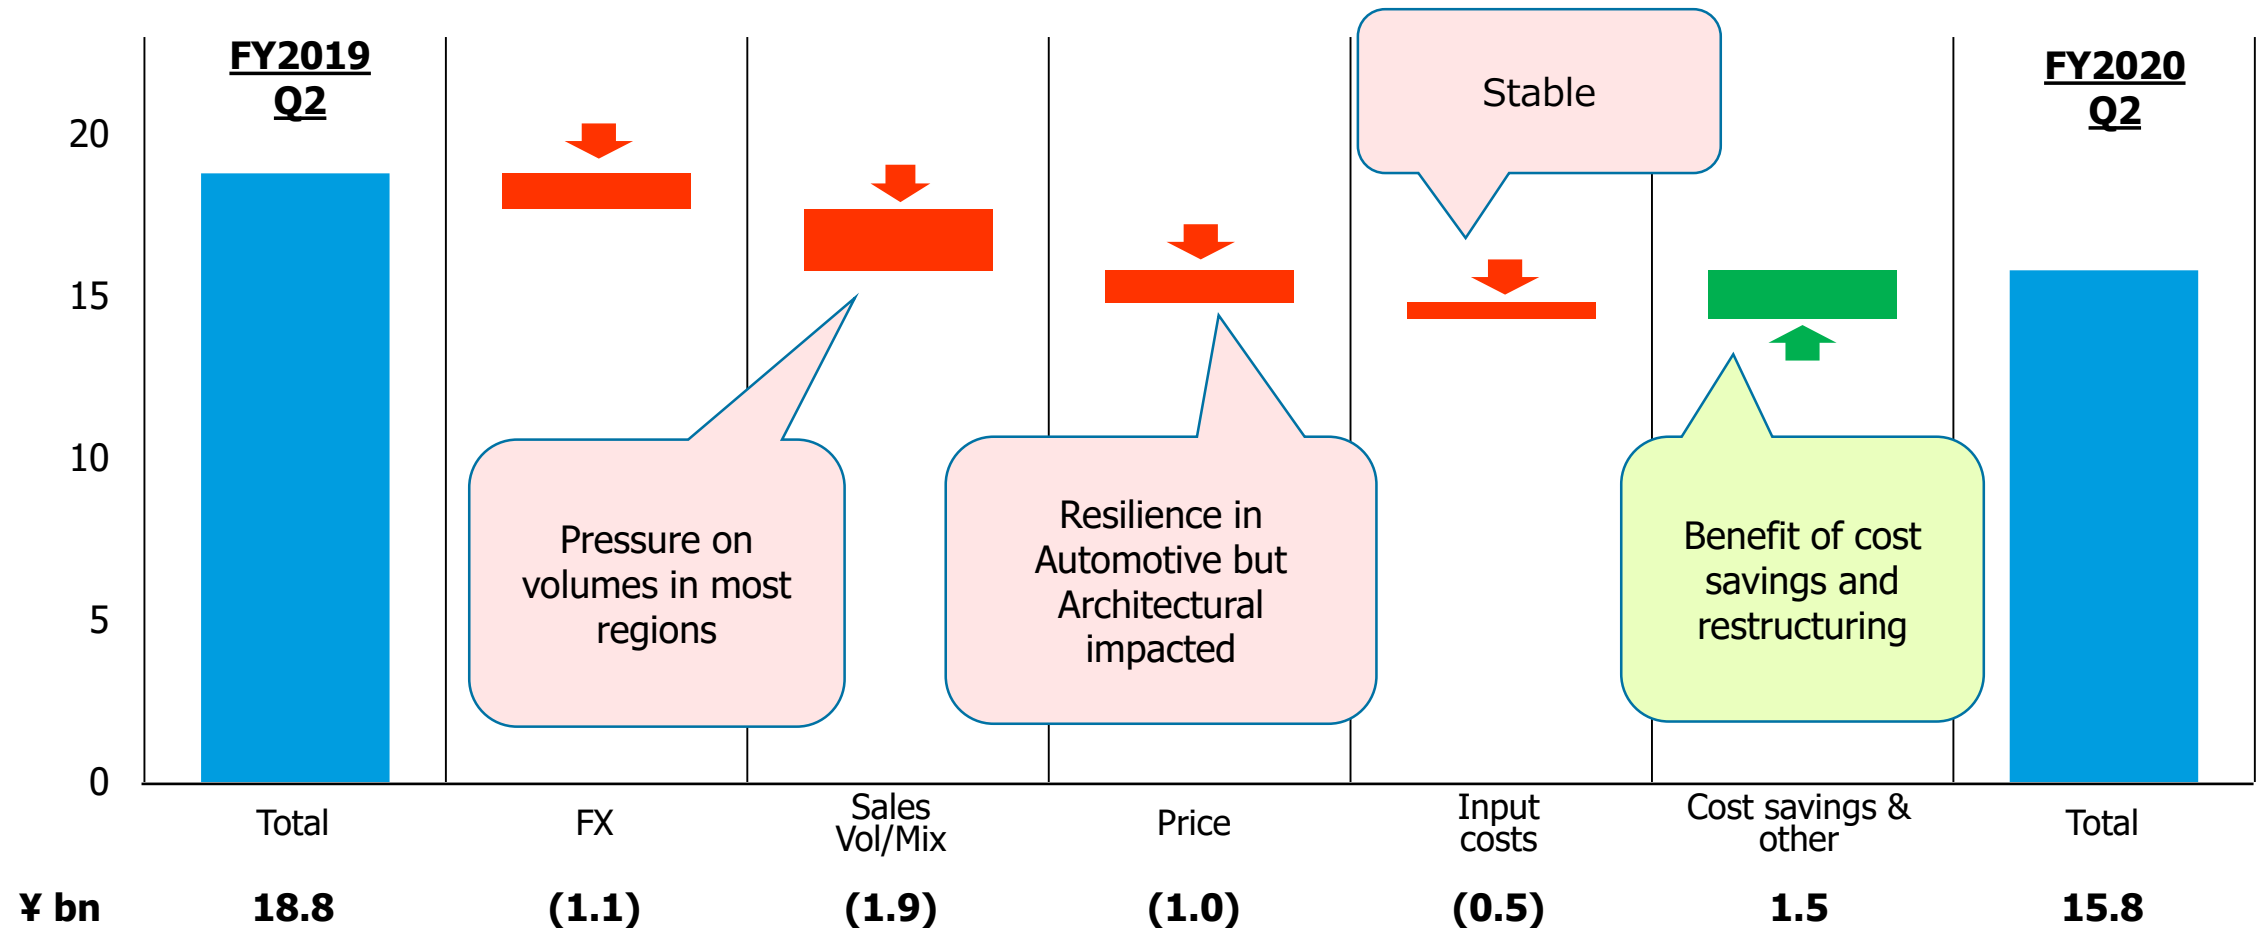 FY2019
Q2
FY2020
Q2
Stable
20
15
10
5
0
Pressure on
volumes in most
regions
Resilience in
Automotive but
Architectural
impacted
Benefit of cost
savings and
restructuring
Total
FX
Sales
Vol/Mix
Price
Input
costs
Cost savings &
other
Total
¥ bn 18.8 (1.1) (1.9) (1.0) (0.5) 1.5 15.8